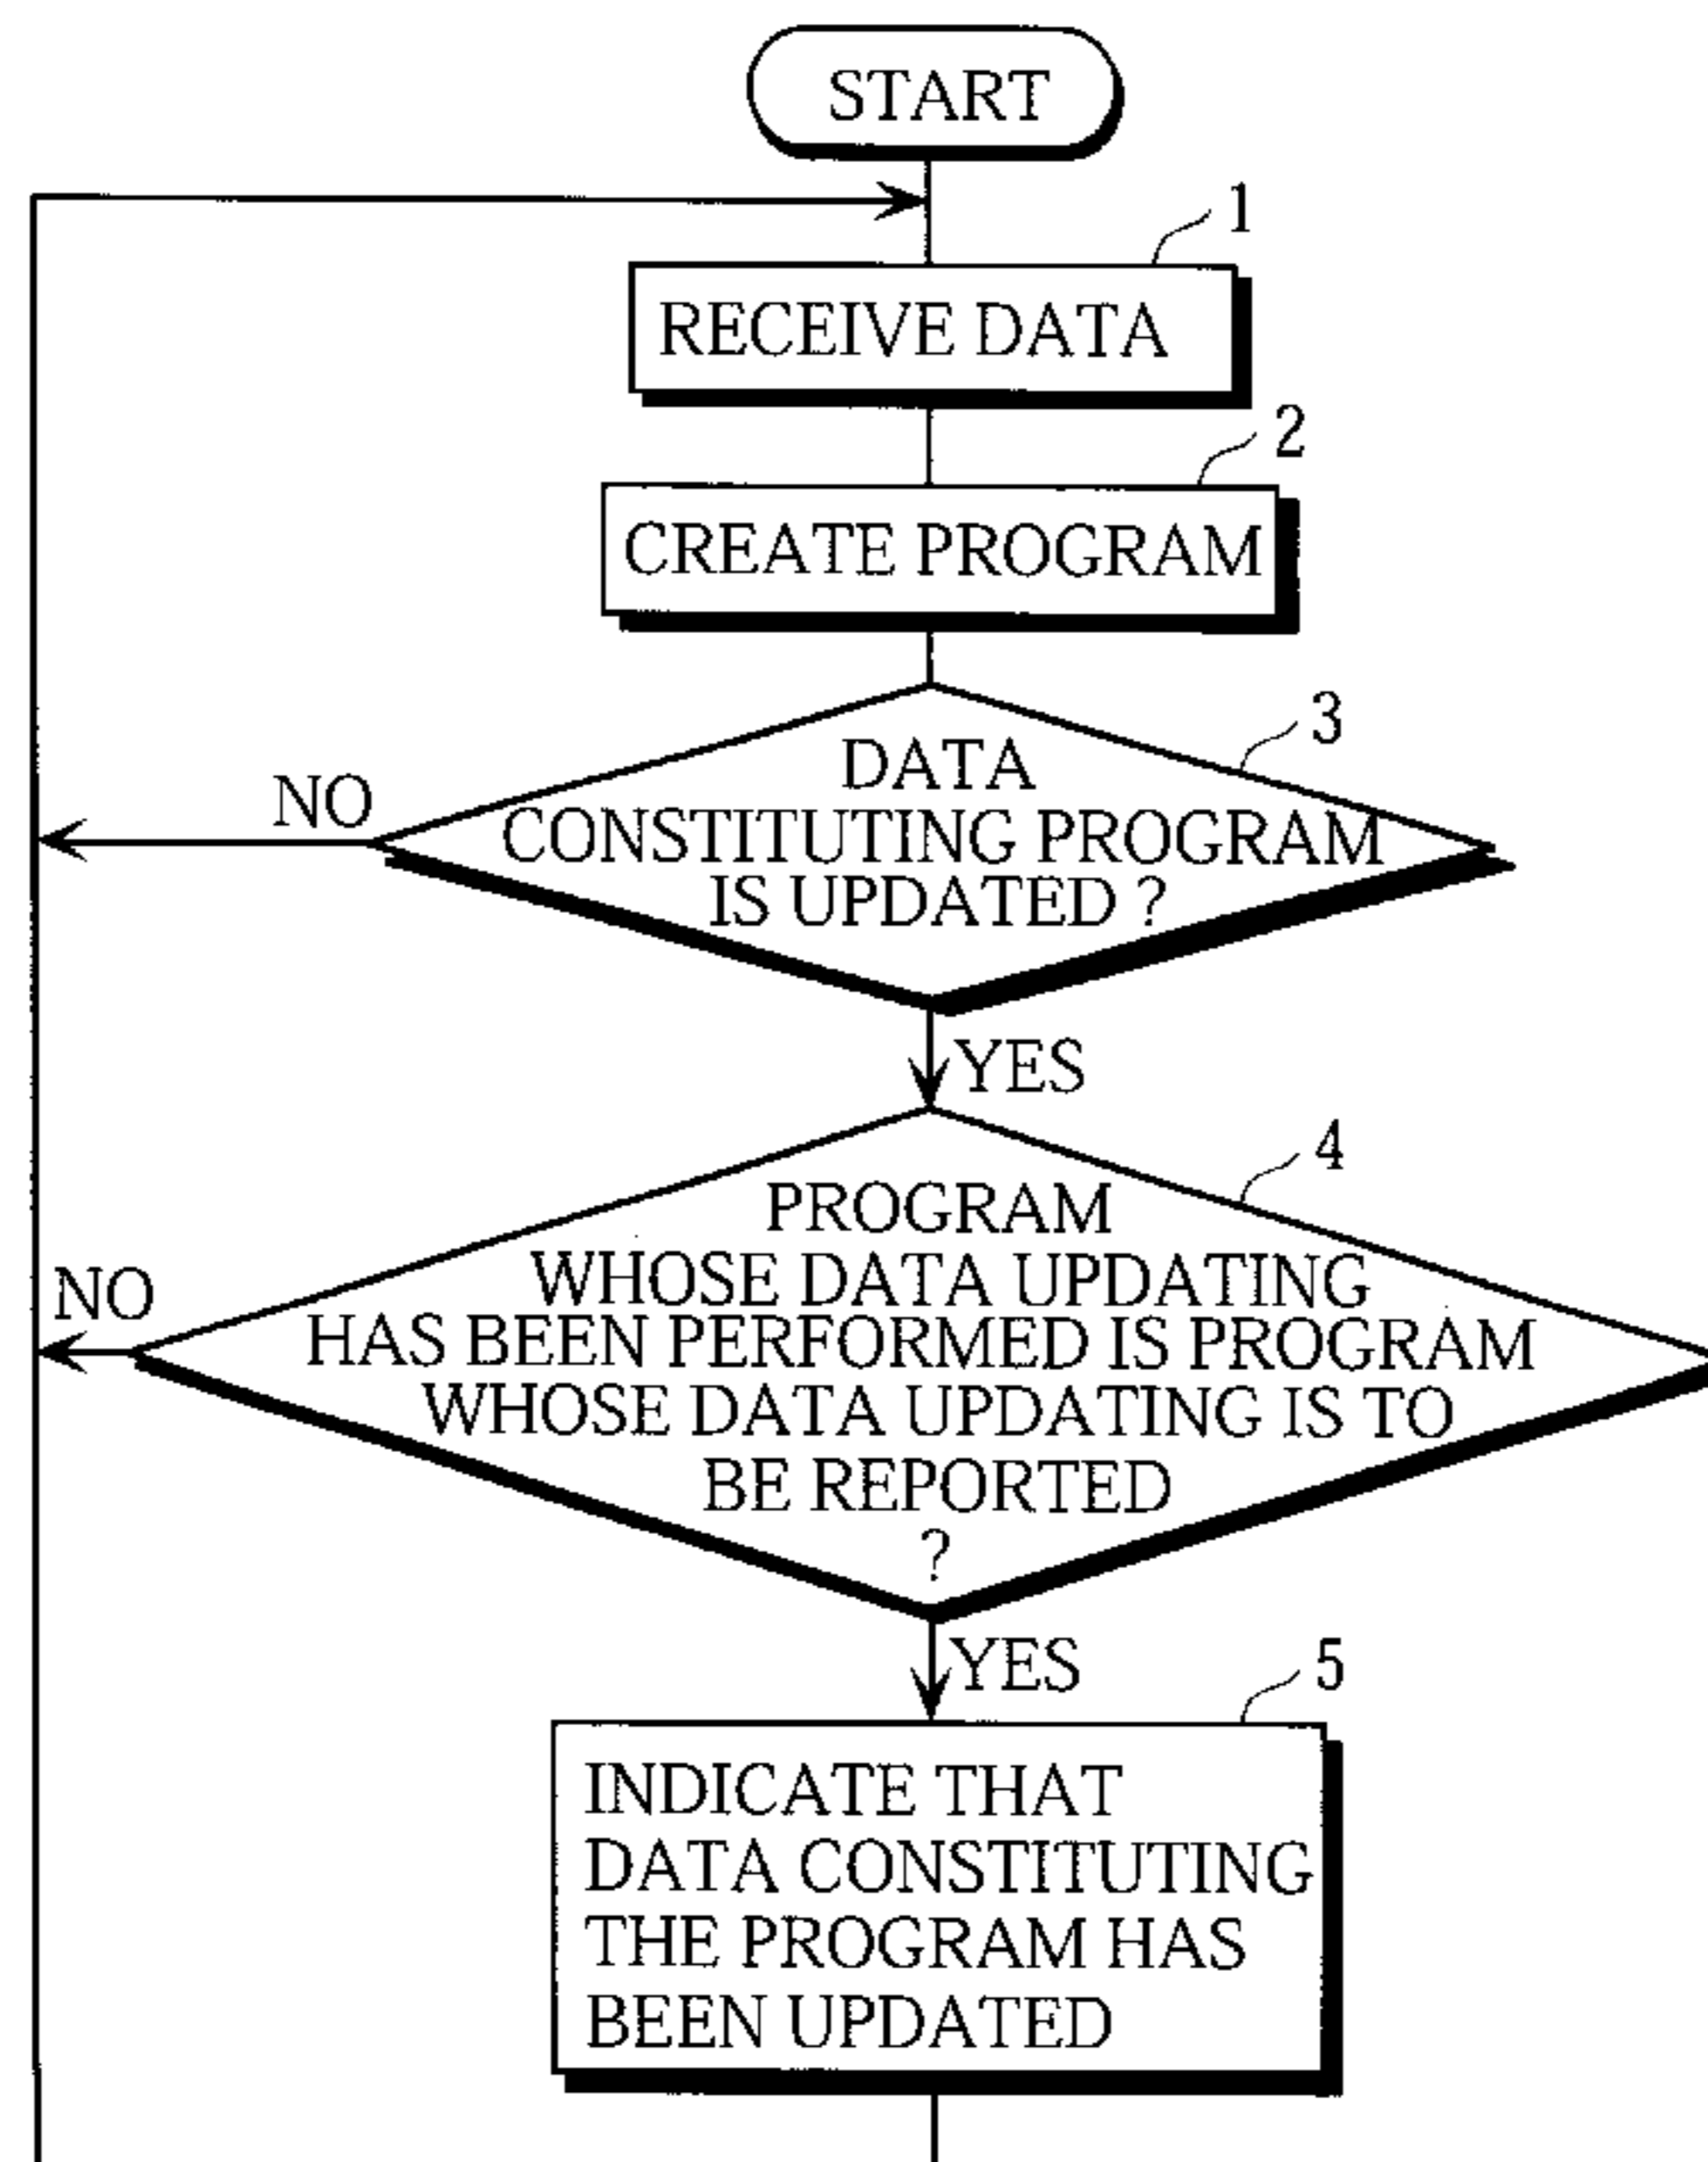 START
1
RECEIVE DATA
2
CREATE PROGRAM
3
DATA
CONSTITUTING PROGRAM
IS UPDATED ?
NO
YES
4
PROGRAM
WHOSE DATA UPDATING
HAS BEEN PERFORMED IS PROGRAM
WHOSE DATA UPDATING IS TO
BE REPORTED
?
NO
YES
5
INDICATE THAT
DATA CONSTITUTING
THE PROGRAM HAS
BEEN UPDATED